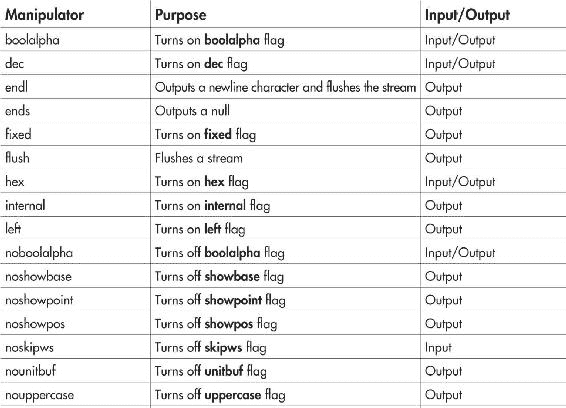 Manipulator Purpose Input/Output
boolalpha Turns on boolalpha flag Input/Output
dec Turns on dec flag Input/Output
endl Outputs a newline character and flushes the stream Output
ends Outputs a null Output
fixed Turns on fixed flag Output
flush Flushes a stream Output
hex Turns on hex flag Input/Output
internal Turns on internal flag Output
left Turns on left flag Output
noboolalpha Turns off boolalpha flag Input/Output
noshowbase Turns off showbase flag Output
noshowpoint Turns off showpoint flag Output
noshowpos Turns off showpos flag Output
noskipws Turns off skipws flag Input
nounitbuf Turns off unitbuf flag Output
nouppercase Turns off uppercase flag Output